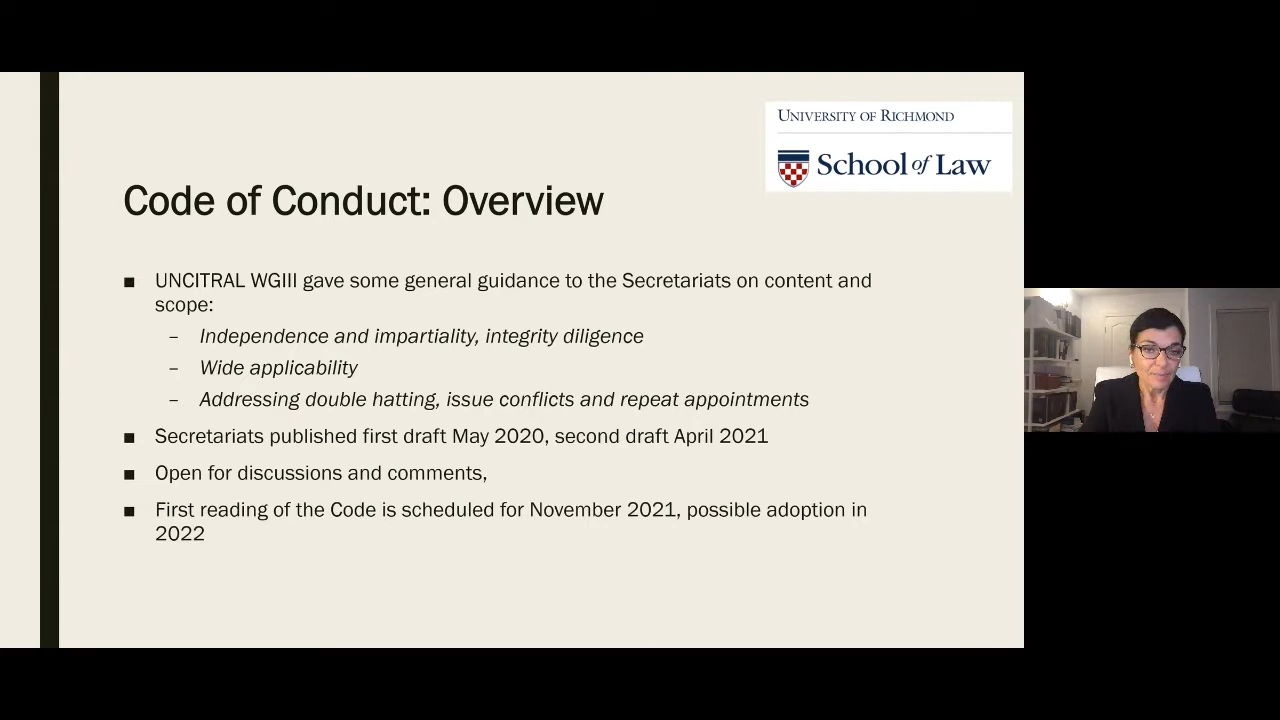 UNIVERSITY OF RICHMOND
School of Law
Code of Conduct: Overview
■ UNCITRAL WGIII gave some general guidance to the Secretariats on content and
scope:
– Independence and impartiality, integrity diligence
– Wide applicability
– Addressing double hatting, issue conflicts and repeat appointments
■ Secretariats published first draft May 2020, second draft April 2021
■ Open for discussions and comments,
■ First reading of the Code is scheduled for November 2021, possible adoption in
2022